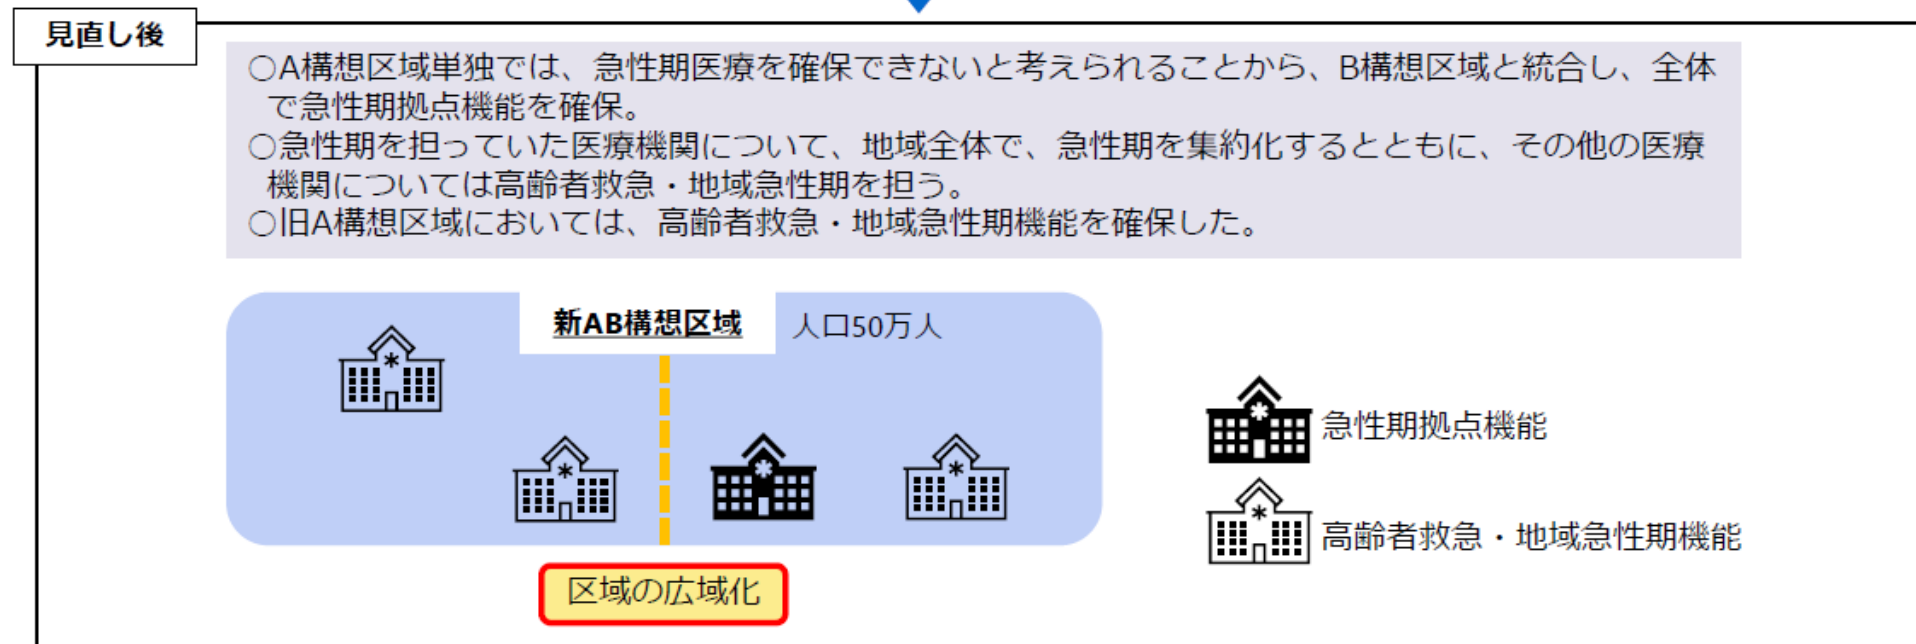 見直し後
○A構想区域単独では、急性期医療を確保できないと考えられることから、B構想区域と統合し、全体
で急性期拠点機能を確保。
○急性期を担っていた医療機関について、地域全体で、急性期を集約化するとともに、その他の医療
機関については高齢者救急・地域急性期を担う。
○旧A構想区域においては、高齢者救急・地域急性期機能を確保した。
新AB構想区域 人口50万人
急性期拠点機能
高齢者救急・地域急性期機能
区域の広域化